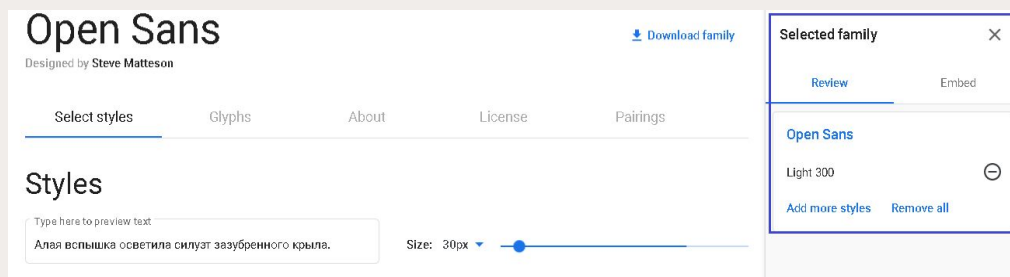 Open Sans
Download family
Designed by Steve Matteson
Select styles
Glyphs
About
License
Pairings
Styles
Type here to preview text
Алая вспышка осветила силуэт зазубренного крыла.
Size: 30px
Selected family
Review
Embed
Open Sans
Light 300
Add more styles Remove all